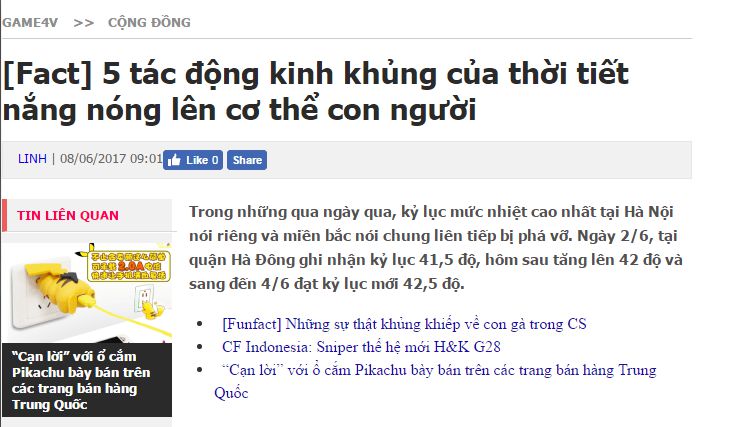 GAME4V >> CỘNG ĐỒNG
[Fact] 5 tác động kinh khủng của thời tiết
nắng nóng lên cơ thể con người
LINH | 08/06/2017 09:01 Like 0 Share
TIN LIÊN QUAN
2.0A
“Cạn lời” với ổ cắm
Pikachu bày bán trên
các trang bán hàng
Trung Quốc
Trong những qua ngày qua, kỷ lục mức nhiệt cao nhất tại Hà Nội
nói riêng và miền bắc nói chung liên tiếp bị phá vỡ. Ngày 2/6, tại
quận Hà Đông ghi nhận kỷ lục 41,5 độ, hôm sau tăng lên 42 độ và
sang đến 4/6 đạt kỷ lục mới 42,5 độ.
[Funfact] Những sự thật khủng khiếp về con gà trong CS
CF Indonesia: Sniper thế hệ mới H&K G28
“Cạn lời” với ổ cắm Pikachu bày bán trên các trang bán hàng Trung
Quốc